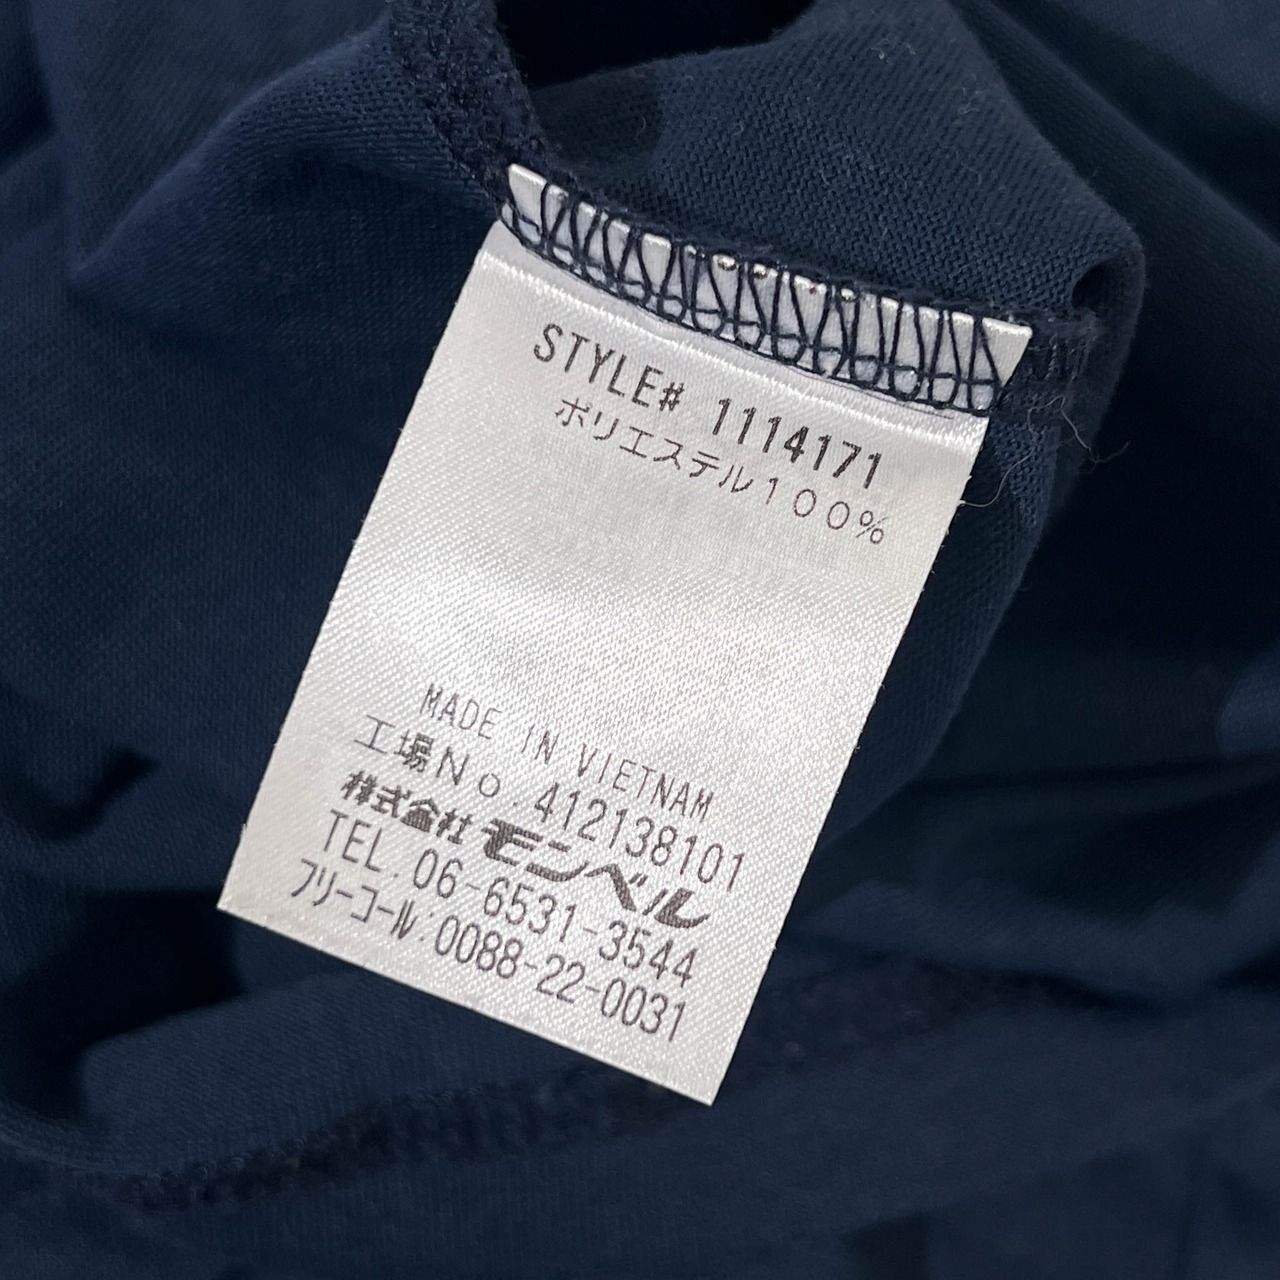 STYLE# 1114171
ポリエステル１００％
MADE IN VIETNAM
工場No.412138101
株式会社モンベル
TEL.06-6531-3544
フリーコール:0088-22-0031